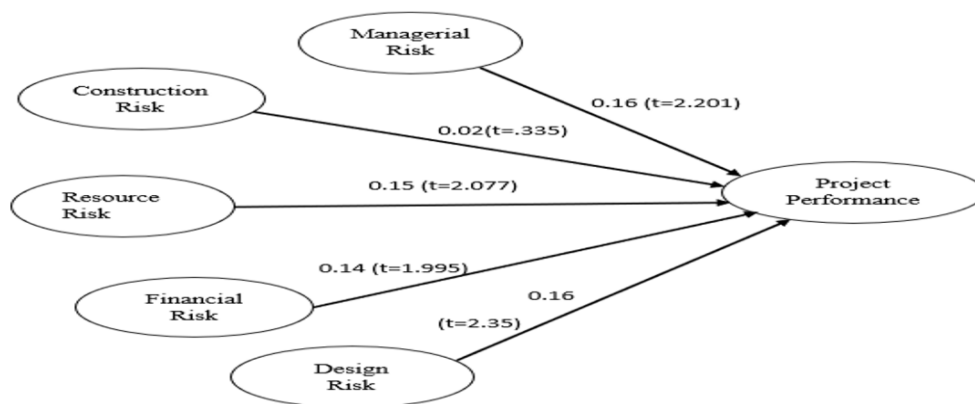 Managerial
Risk
0.16 (t=2.201)
Construction
Risk
0.02(t=.335)
Resource
Risk
0.15 (t=2.077)
Project
Performance
Financial
Risk
0.14 (t=1.995)
Design
Risk
0.16
(t=2.35)